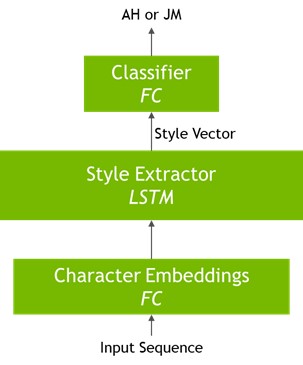 AH or JM
Classifier
FC
Style Vector
Style Extractor
LSTM
Character Embeddings
FC
Input Sequence